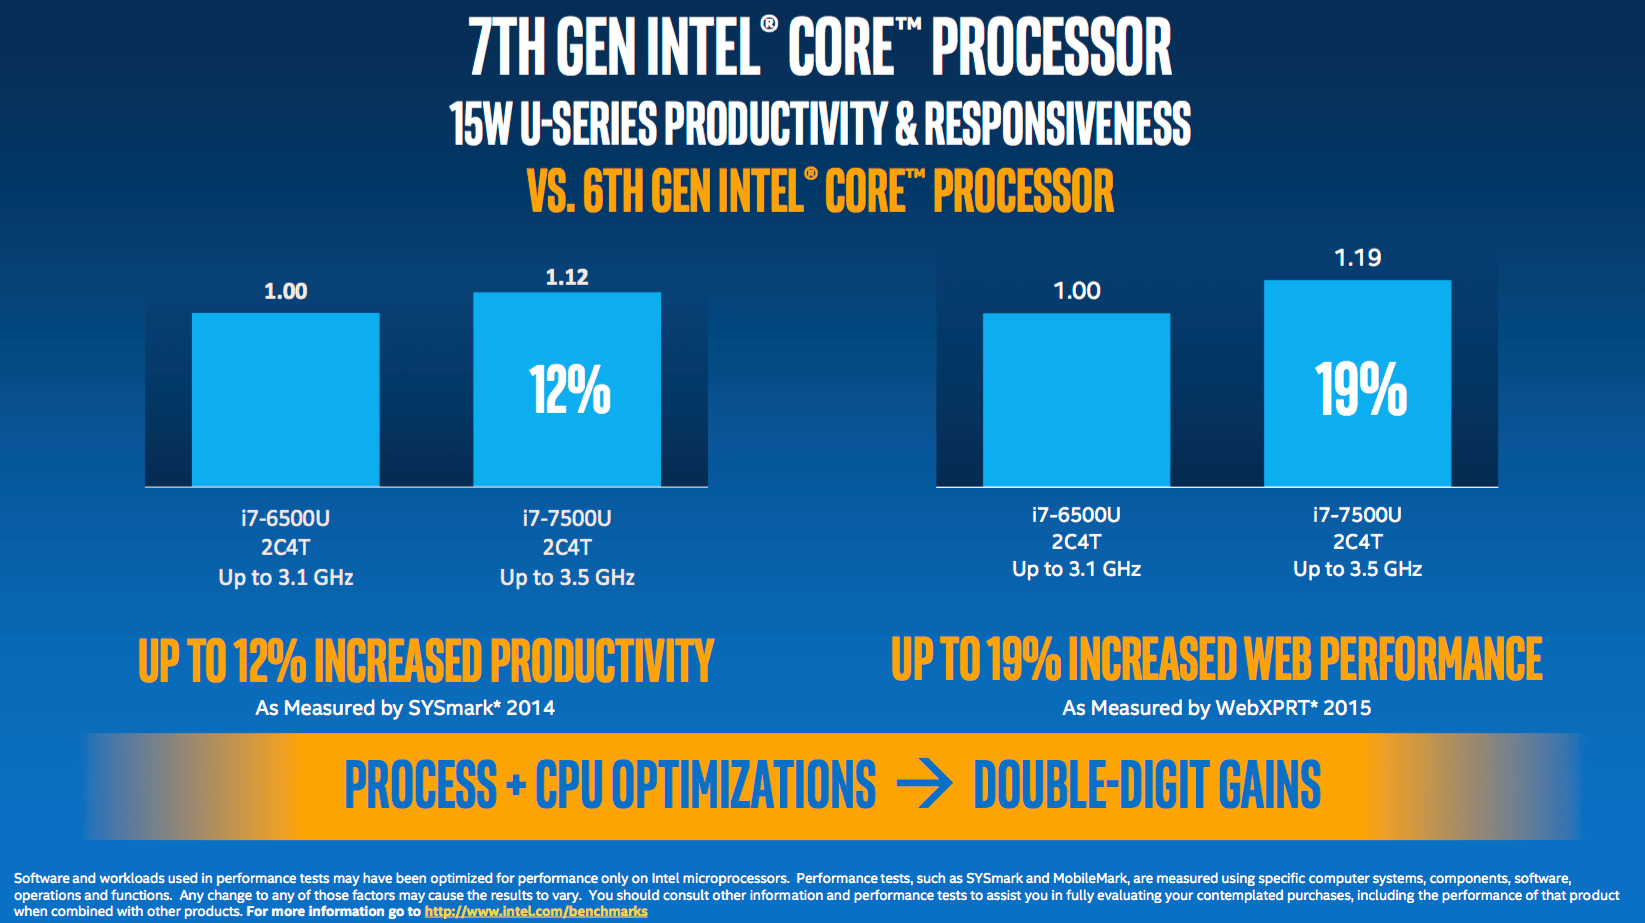 7TH GEN INTEL® CORE™ PROCESSOR
15W U-SERIES PRODUCTIVITY & RESPONSIVENESS
VS. 6TH GEN INTEL® CORE™ PROCESSOR
1.00
1.12
12%
i7-6500U
2C4T
Up to 3.1 GHz
i7-7500U
2C4T
Up to 3.5 GHz
UP TO 12% INCREASED PRODUCTIVITY
As Measured by SYSmark* 2014
1.00
1.19
19%
i7-6500U
2C4T
Up to 3.1 GHz
i7-7500U
2C4T
Up to 3.5 GHz
UP TO 19% INCREASED WEB PERFORMANCE
As Measured by WebXPRT* 2015
PROCESS + CPU OPTIMIZATIONS → DOUBLE-DIGIT GAINS
Software and workloads used in performance tests may have been optimized for performance only on Intel microprocessors. Performance tests, such as SYSmark and MobileMark, are measured using specific computer systems, components, software,
operations and functions. Any change to any of those factors may cause the results to vary. You should consult other information and performance tests to assist you in fully evaluating your contemplated purchases, including the performance of that product
when combined with other products. For more information go to http://www.intel.com/benchmarks